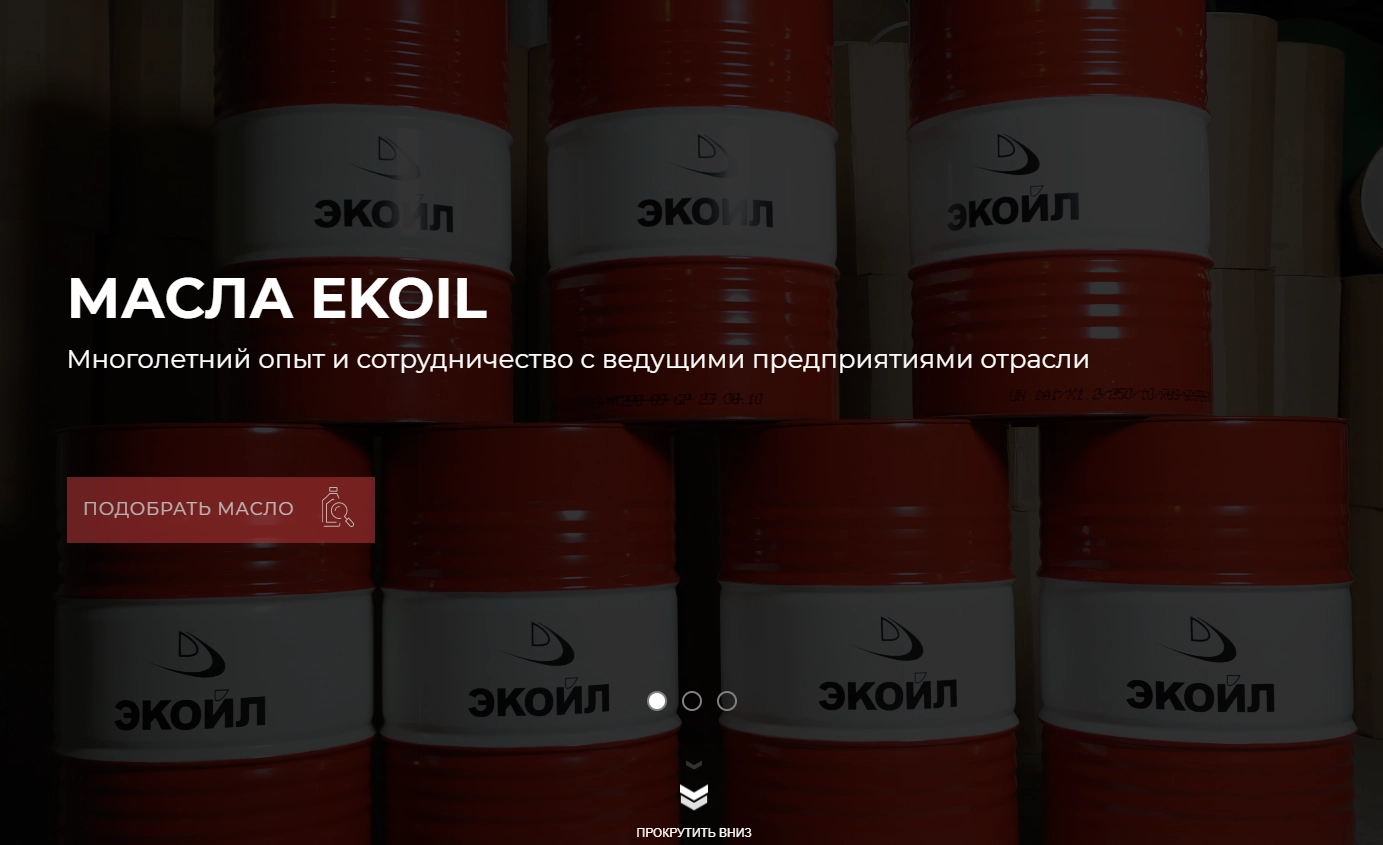 ЭКОЙЛ
ЭКОЙЛ
ЭКОЙЛ
МАСЛА EKOIL
Многолетний опыт и сотрудничество с ведущими предприятиями отрасли
ПОДОБРАТЬ МАСЛО
ЭКОЙЛ
ЭКОЙЛ
ЭКОЙЛ
ЭКОЙЛ
ПРОКРУТИТЬ ВНИЗ